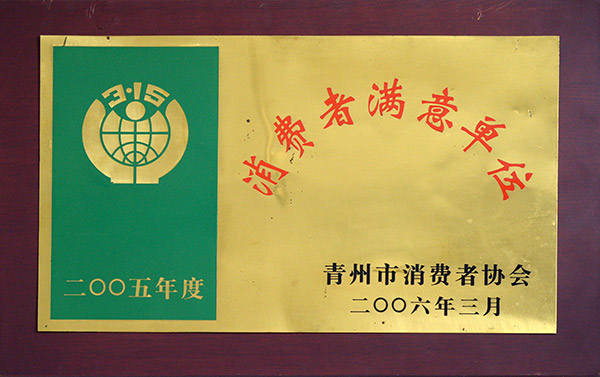 3·15
二〇〇五年度
消费者满意单位
青州市消费者协会
二〇〇六年三月